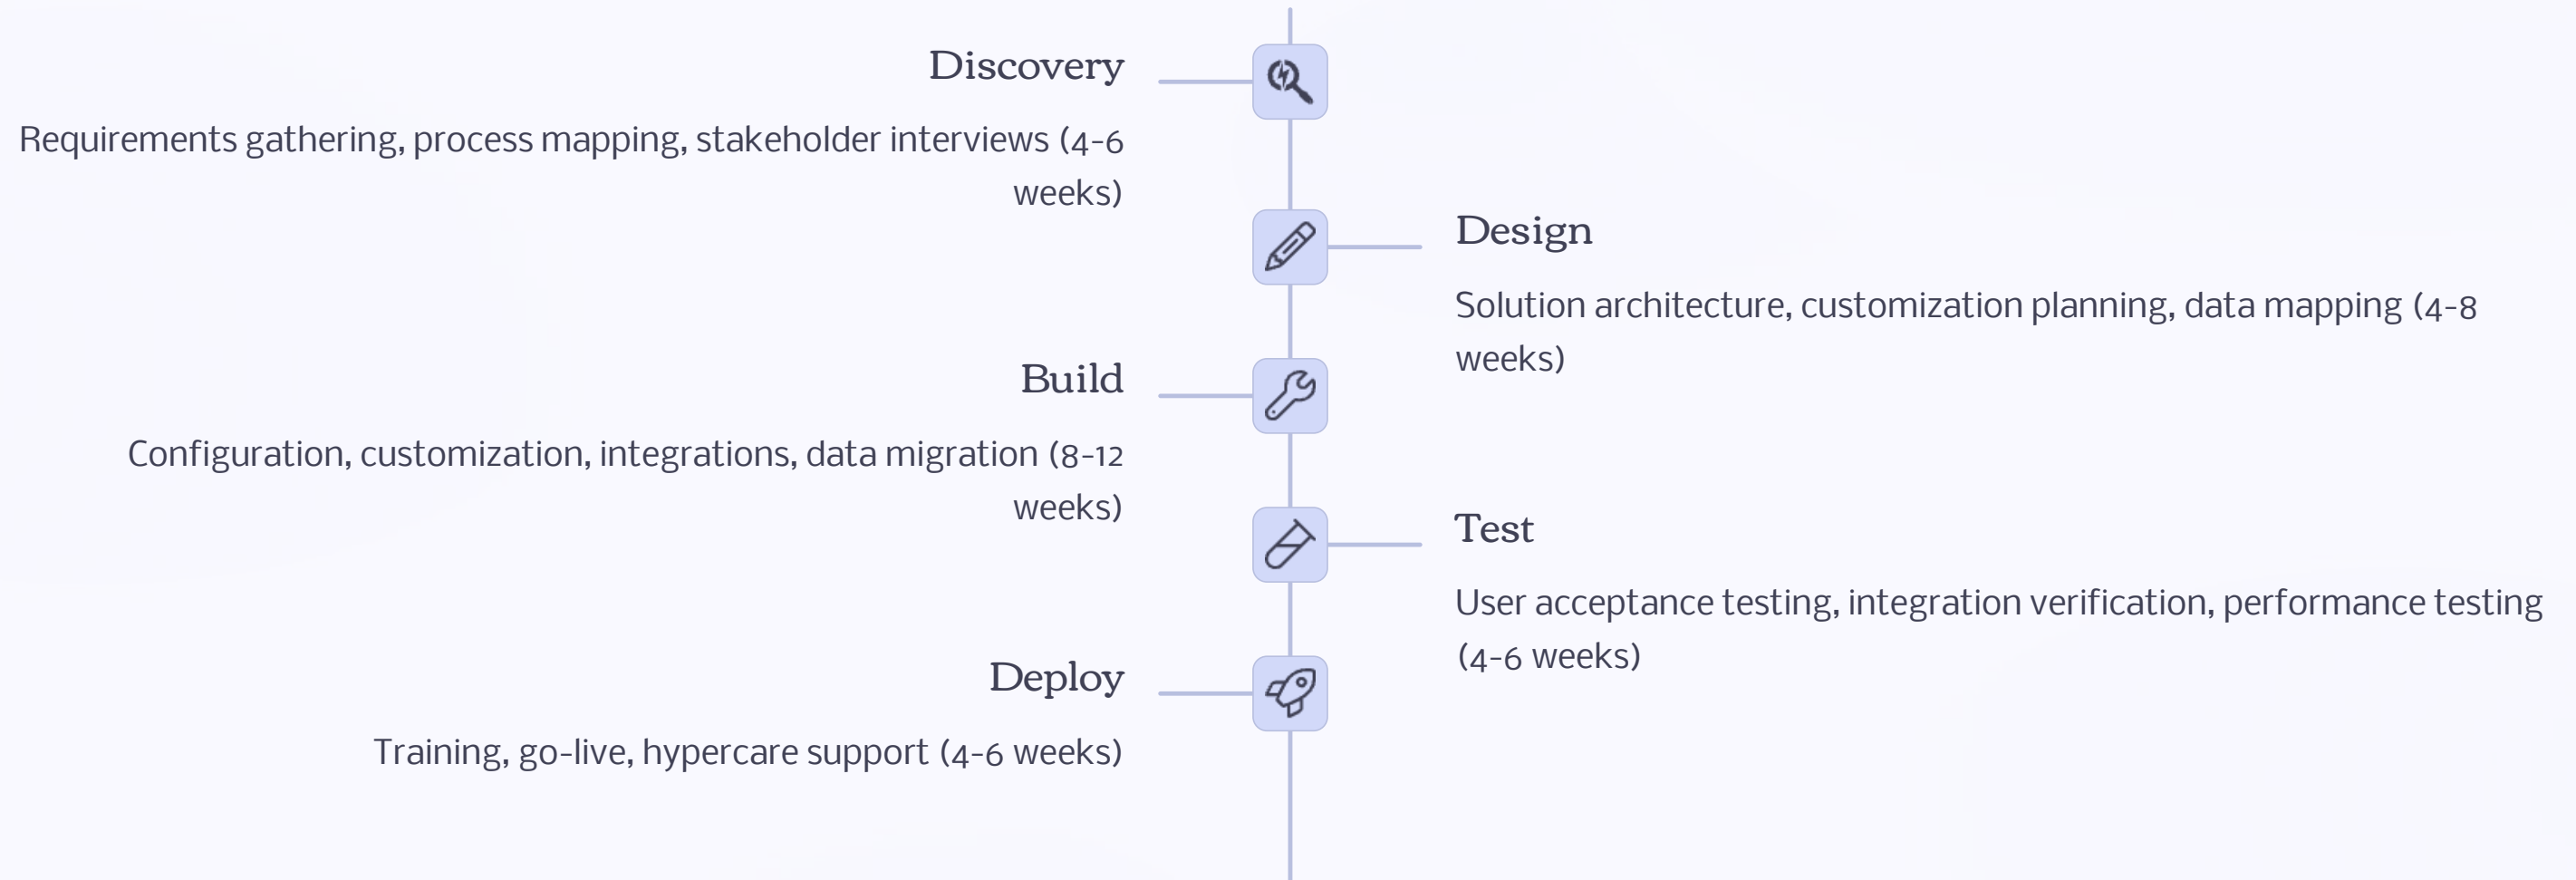 Discovery
Requirements gathering, process mapping, stakeholder interviews (4-6
weeks)
Design
Solution architecture, customization planning, data mapping (4-8
weeks)
Build
Configuration, customization, integrations, data migration (8-12
weeks)
Test
User acceptance testing, integration verification, performance testing
(4-6 weeks)
Deploy
Training, go-live, hypercare support (4-6 weeks)